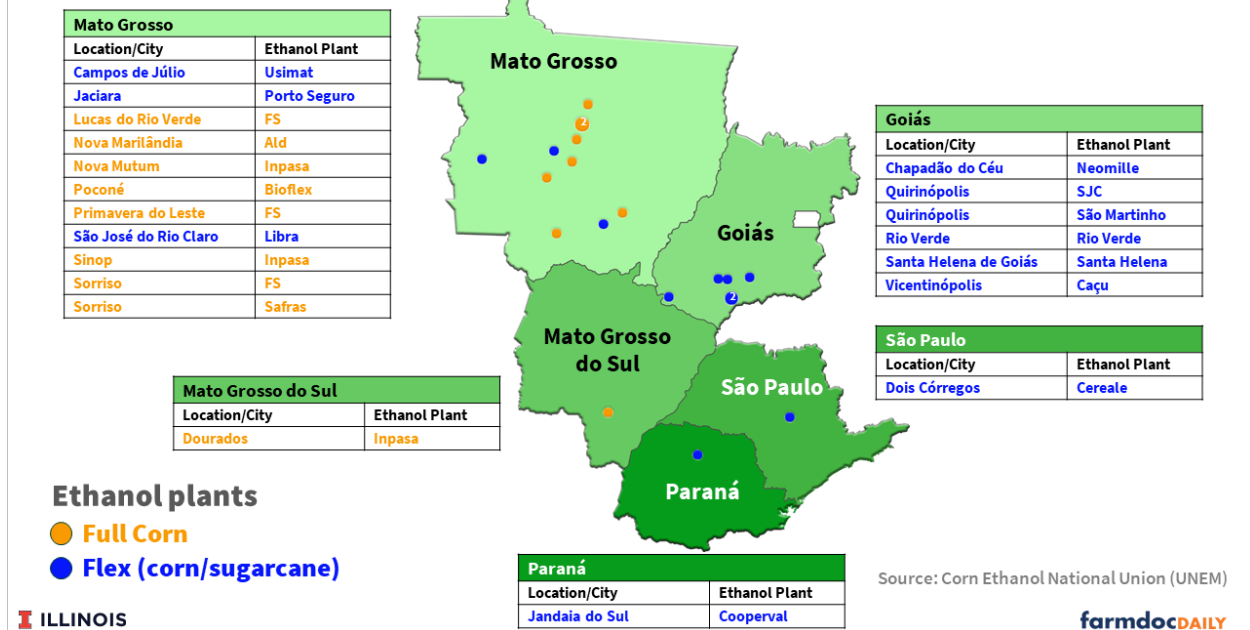 Mato Grosso
Location/City Ethanol Plant
Campos de Júlio Usimat
Jaciara Porto Seguro
Lucas do Rio Verde FS
Nova Marilândia Ald
Nova Mutum Inpasa
Poconé Bioflex
Primavera do Leste FS
São José do Rio Claro Libra
Sinop Inpasa
Sorriso FS
Sorriso Safras
Mato Grosso
2
Goiás
2
Mato Grosso
do Sul
São Paulo
Paraná
Goiás
Location/City Ethanol Plant
Chapadão do Céu Neomille
Quirinópolis SJC
Quirinópolis São Martinho
Rio Verde Rio Verde
Santa Helena de Goiás Santa Helena
Vicentinópolis Caçu
São Paulo
Location/City Ethanol Plant
Dois Córregos Cereale
Mato Grosso do Sul
Location/City Ethanol Plant
Dourados Inpasa
Ethanol plants
Full Corn
Flex (corn/sugarcane)
Paraná
Location/City Ethanol Plant
Jandaia do Sul Cooperval
Source: Corn Ethanol National Union (UNEM)
I ILLINOIS
farmdocDAILY